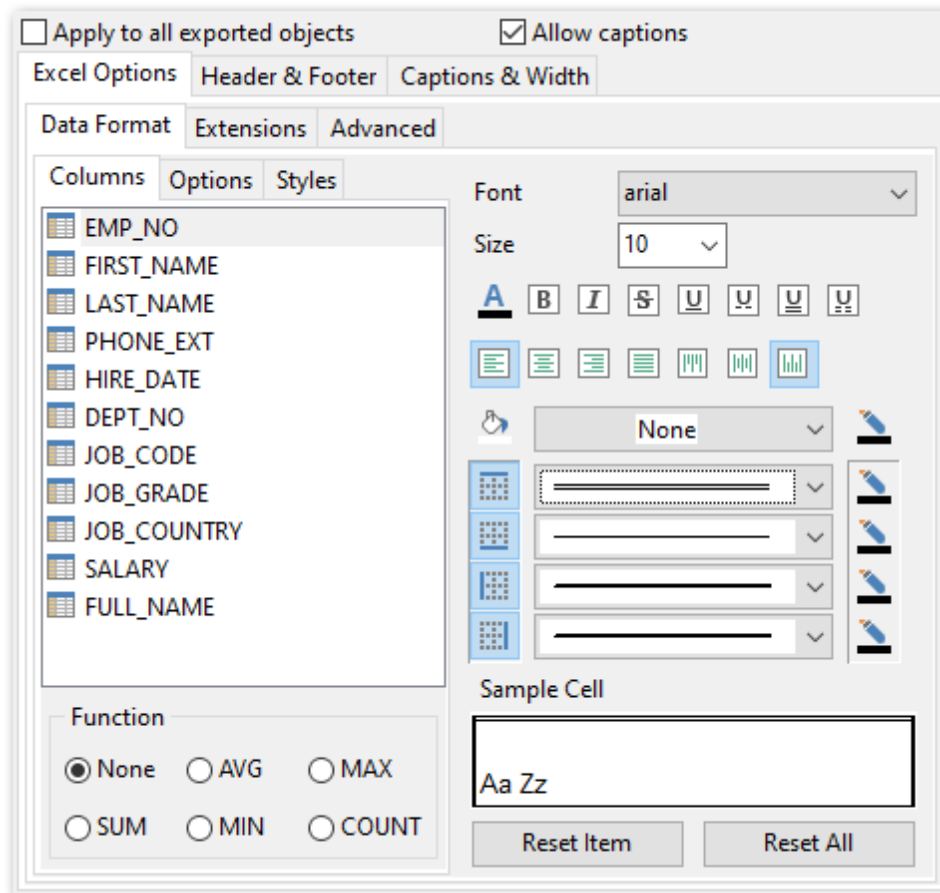 Apply to all exported objects Allow captions
Excel Options Header & Footer Captions & Width
Data Format Extensions Advanced
Columns Options Styles
EMP_NO
FIRST_NAME
LAST_NAME
PHONE_EXT
HIRE_DATE
DEPT_NO
JOB_CODE
JOB_GRADE
JOB_COUNTRY
SALARY
FULL_NAME
Function
None AVG MAX
SUM MIN COUNT
Font arial
Size 10
A B I S U U U U
None
Sample Cell
Aa Zz
Reset Item Reset All